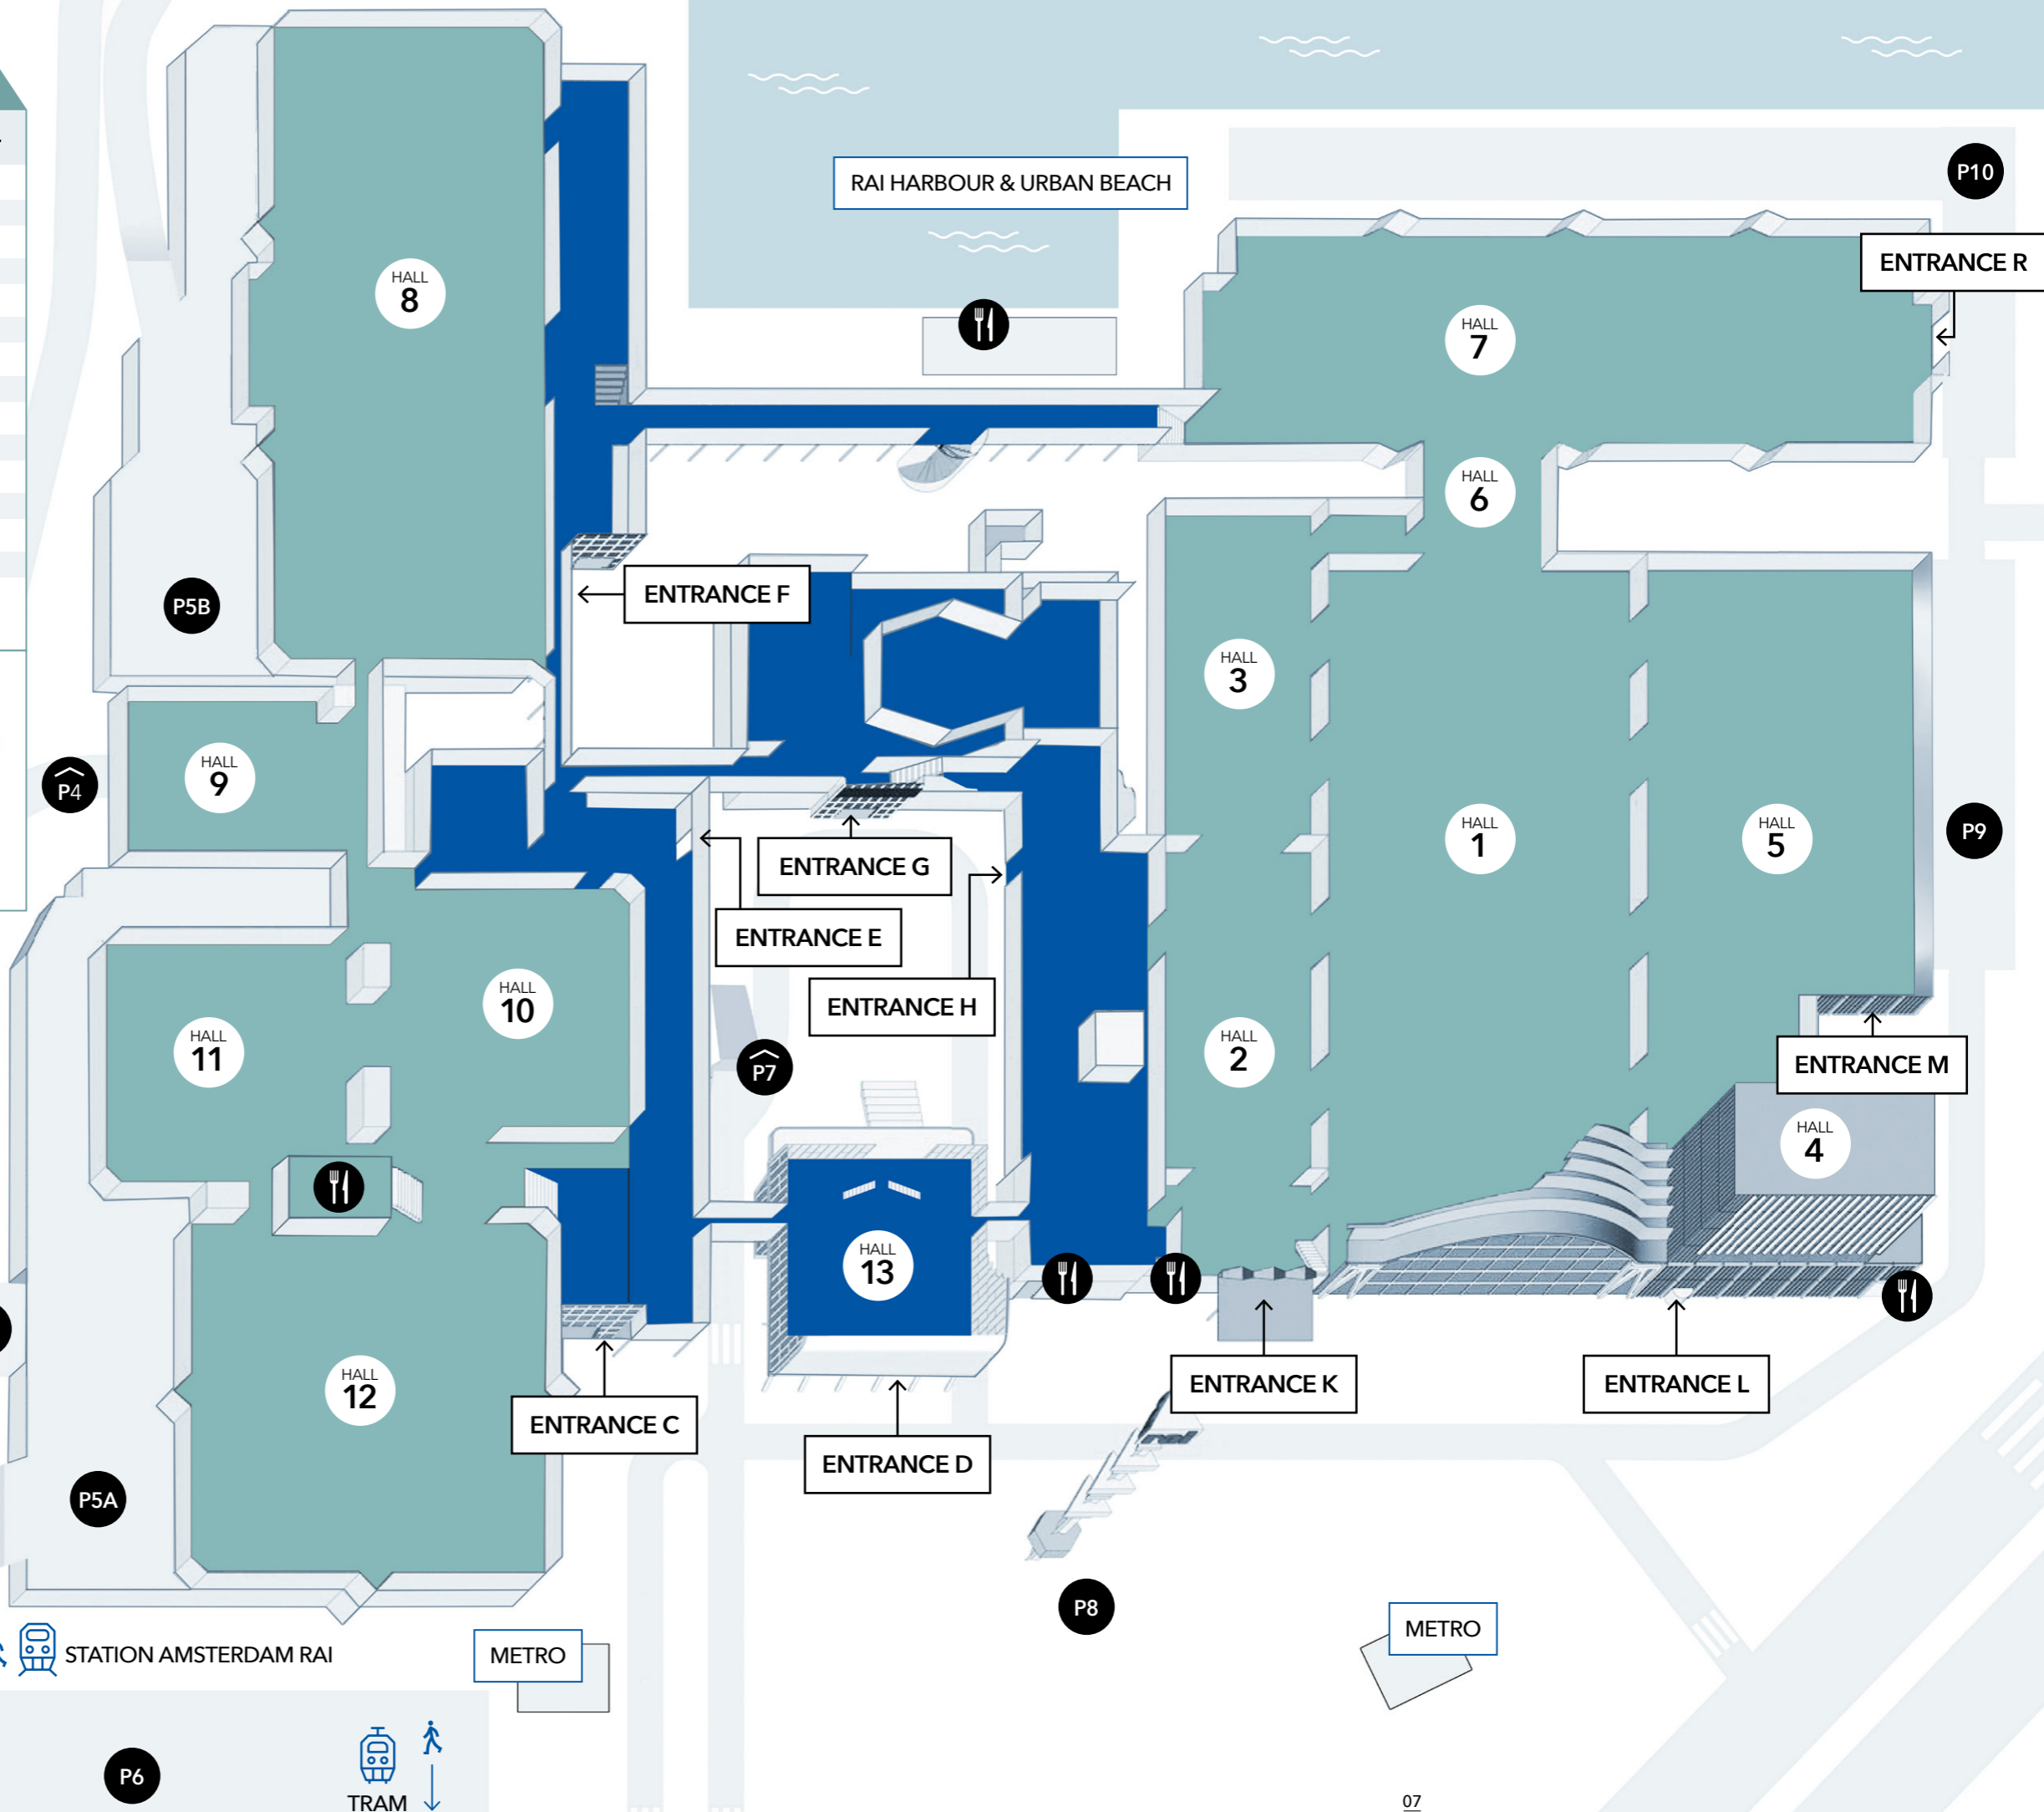 P10
RAI HARBOUR & URBAN BEACH
ENTRANCE R
HALL
8
HALL
7
HALL
6
P5B
ENTRANCE F
HALL
3
HALL
9
P4
HALL
1
HALL
5
P9
ENTRANCE G
ENTRANCE E
HALL
10
ENTRANCE H
HALL
11
HALL
2
P7
ENTRANCE M
HALL
4
HALL
13
HALL
12
ENTRANCE K
ENTRANCE L
ENTRANCE C
ENTRANCE D
P5A
P8
METRO
STATION AMSTERDAM RAI
METRO
P6
TRAM
07